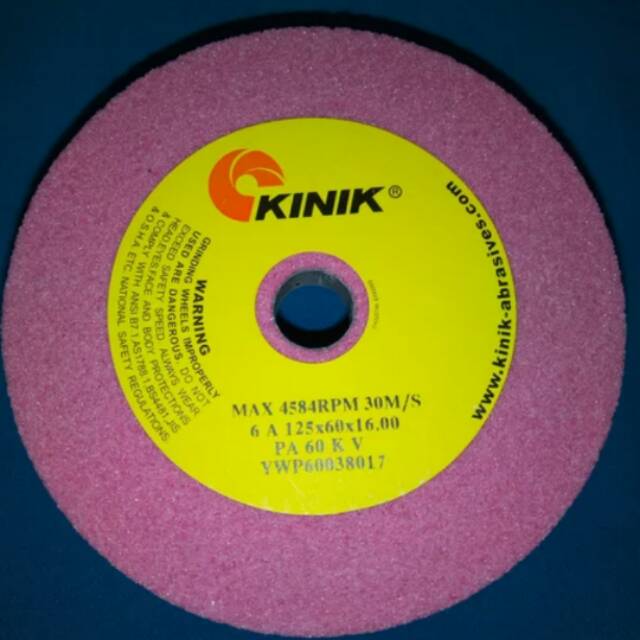 KINIK®
WARNING
GRINDING WHEELS IMPROPERLY
USED ARE DANGEROUS, DO NOT
EXCEED SAFETY SPEED ALWAYS WEAR
HEAD,EYES,FACE AND BODY PROTECTIONS
& COMPLY WITH ANSI B7.1,AS1788.1,BS4481,JIS
& O.S.H.A. ETC. NATIONAL SAFETY REGULATIONS
www.kinik-abrasives.com
MAX 4584RPM 30M/S
6 A 125x60x16.00
PA 60 K V
YWP60038017